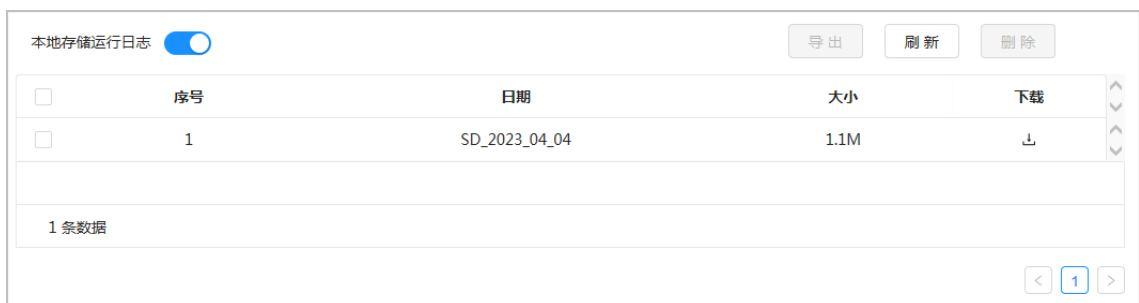 本地存储运行日志 导出 刷新 删除
序号 日期 大小 下载
1 SD_2023_04_04 1.1M
1 条数据
< 1 >